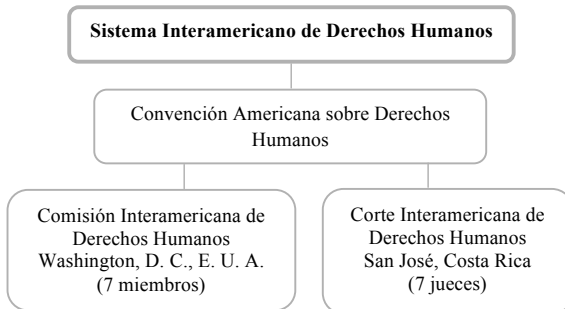 Sistema Interamericano de Derechos Humanos
Convención Americana sobre Derechos
Humanos
Comisión Interamericana de
Derechos Humanos
Washington, D. C., E. U. A.
(7 miembros)
Corte Interamericana de
Derechos Humanos
San José, Costa Rica
(7 jueces)